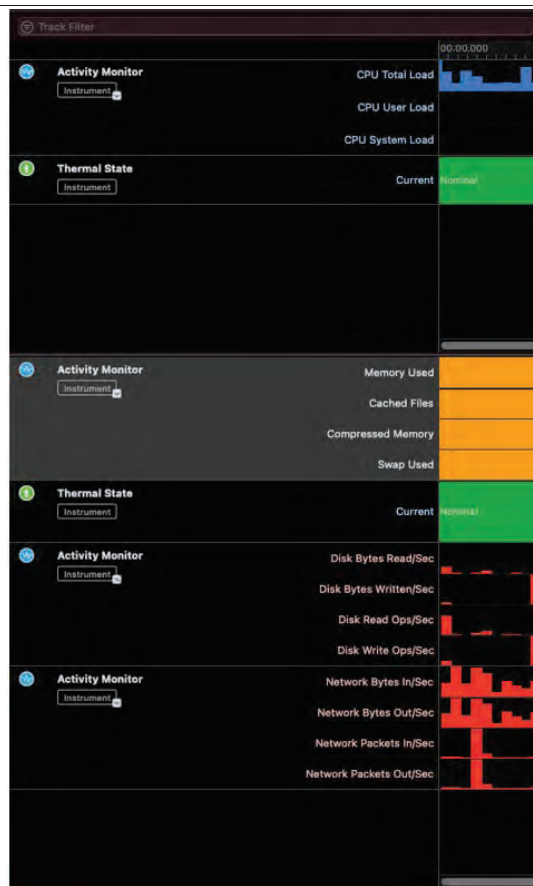 Track Filter
00:00.000
Activity Monitor
Instrument
CPU Total Load
CPU User Load
CPU System Load
Thermal State
Instrument
Current
Nominal
Activity Monitor
Instrument
Memory Used
Cached Files
Compressed Memory
Swap Used
Thermal State
Instrument
Current
Nominal
Activity Monitor
Instrument
Disk Bytes Read/Sec
Disk Bytes Written/Sec
Disk Read Ops/Sec
Disk Write Ops/Sec
Activity Monitor
Instrument
Network Bytes In/Sec
Network Bytes Out/Sec
Network Packets In/Sec
Network Packets Out/Sec